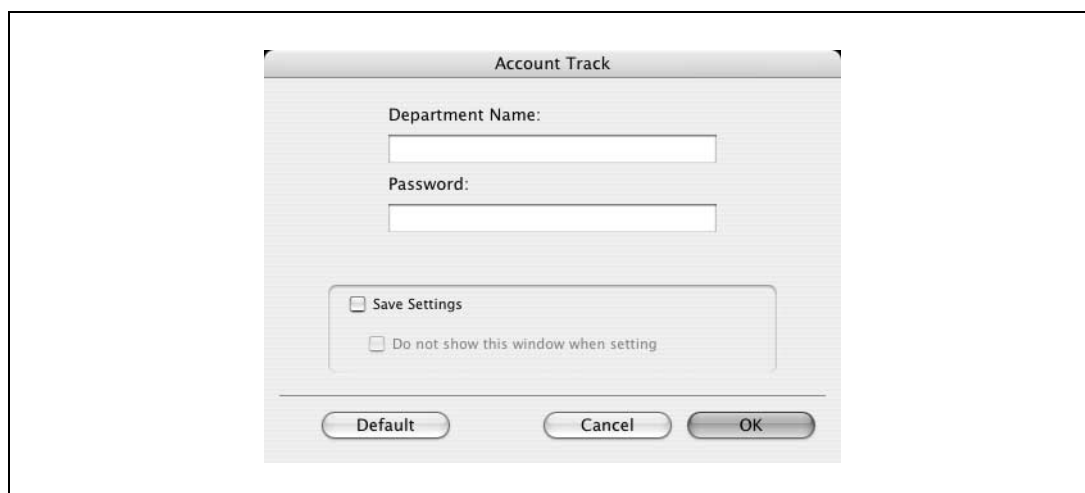 Account Track
Department Name:
Password:
Save Settings
Do not show this window when setting
Default Cancel OK